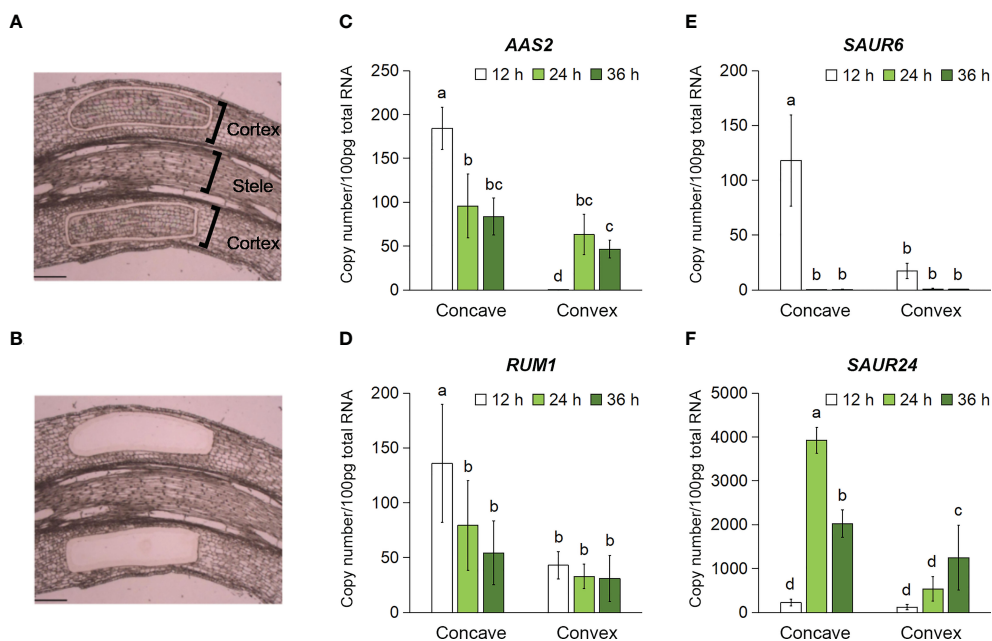 A
Cortex
Stele
Cortex
B
C
AAS2
12 h 24 h 36 h
Copy number/100pg total RNA
250
200
150
100
50
0
a
b
bc
d
bc
c
Concave Convex
D
RUM1
12 h 24 h 36 h
Copy number/100pg total RNA
200
150
100
50
0
a
b
b
b b b
Concave Convex
E
SAUR6
12 h 24 h 36 h
Copy number/100pg total RNA
200
150
100
50
0
a
b b
b
b b
Concave Convex
F
SAUR24
12 h 24 h 36 h
Copy number/100pg total RNA
5000
4000
3000
2000
1000
0
d
a
b
d
d
c
Concave Convex